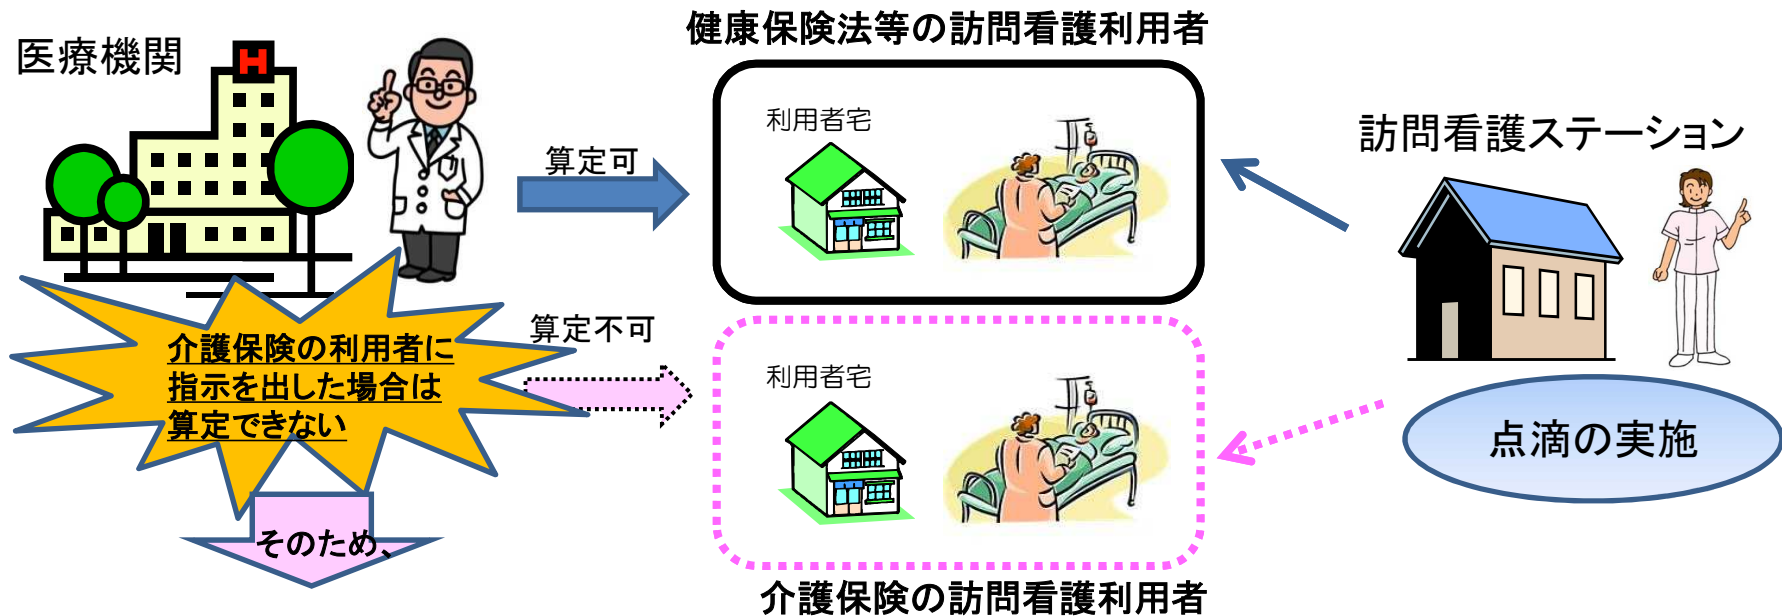 健康保険法等の訪問看護利用者
医療機関
H
利用者宅
訪問看護ステーション
算定可
算定不可
介護保険の利用者に
指示を出した場合は
算定できない
利用者宅
点滴の実施
そのため、
介護保険の訪問看護利用者